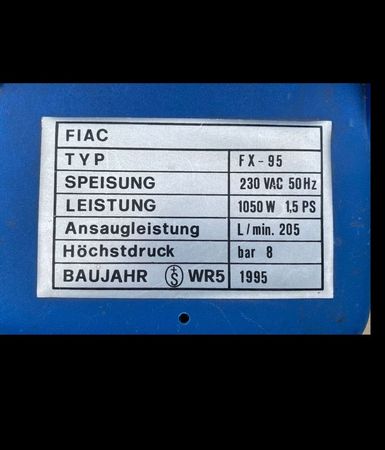 FIAC
TYP FX-95
SPEISUNG 230 VAC 50Hz
LEISTUNG 1050 W 1,5 PS
Ansaugleistung L/min. 205
Höchstdruck bar 8
BAUJAHR S WR5 1995